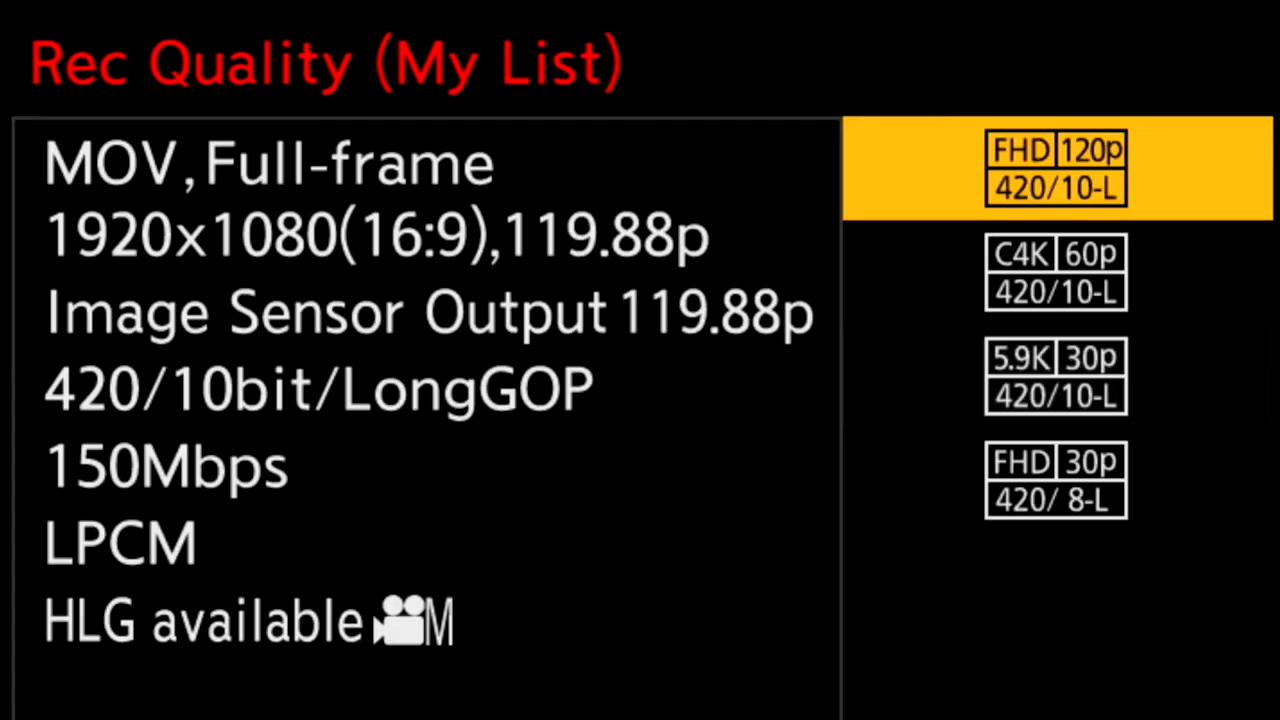 Rec Quality (My List)
MOV,Full-frame
1920x1080(16:9),119.88p
Image Sensor Output 119.88p
420/10bit/LongGOP
150Mbps
LPCM
HLG available M
FHD 120p
420/10-L
C4K 60p
420/10-L
5.9K 30p
420/10-L
FHD 30p
420/ 8-L